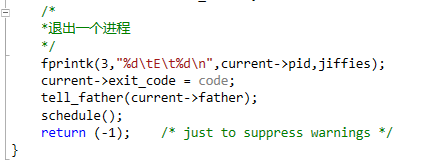 /*
*退出一个进程
*/
fprintk(3,"%d\tE\t%d\n",current->pid,jiffies);
current->exit_code = code;
tell_father(current->father);
schedule();
return (-1);    /* just to suppress warnings */
}